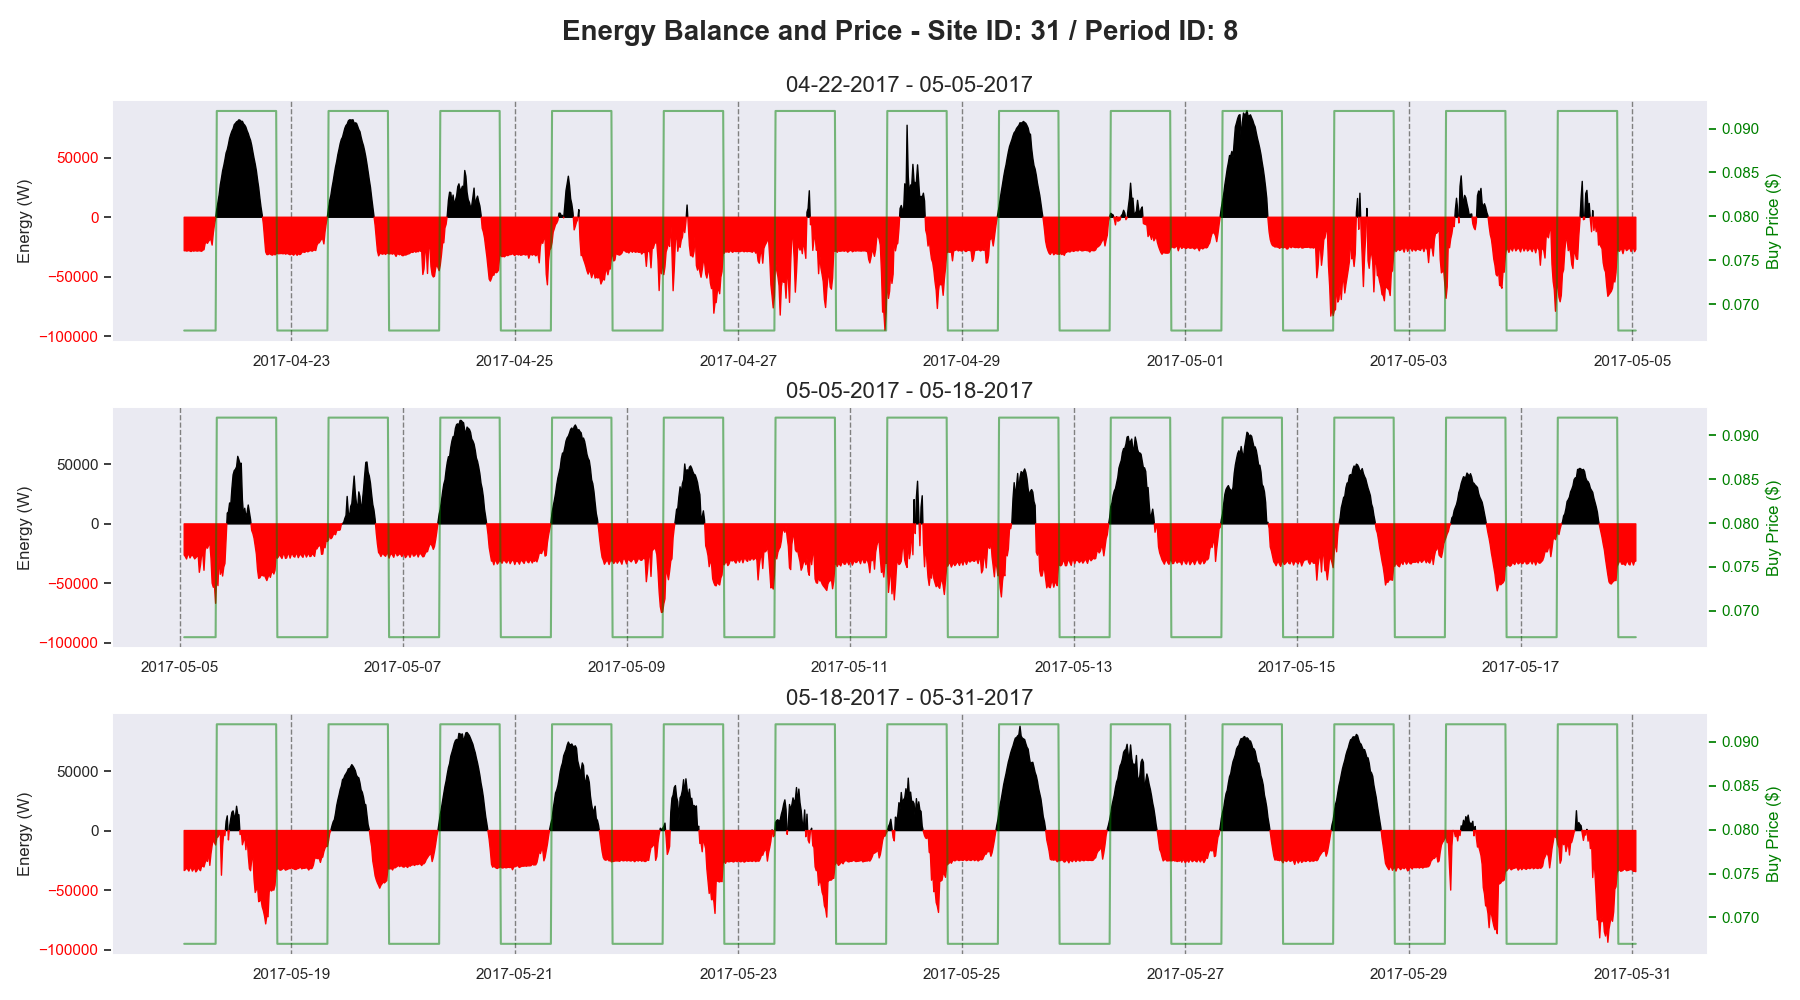 Energy Balance and Price - Site ID: 31 / Period ID: 8
04-22-2017 - 05-05-2017
Energy (W)
50000
0
−50000
−100000
0.090
0.085
0.080
0.075
0.070
Buy Price ($)
2017-04-23 2017-04-25 2017-04-27 2017-04-29 2017-05-01 2017-05-03 2017-05-05
05-05-2017 - 05-18-2017
Energy (W)
50000
0
−50000
−100000
0.090
0.085
0.080
0.075
0.070
Buy Price ($)
2017-05-05 2017-05-07 2017-05-09 2017-05-11 2017-05-13 2017-05-15 2017-05-17
05-18-2017 - 05-31-2017
Energy (W)
50000
0
−50000
−100000
0.090
0.085
0.080
0.075
0.070
Buy Price ($)
2017-05-19 2017-05-21 2017-05-23 2017-05-25 2017-05-27 2017-05-29 2017-05-31